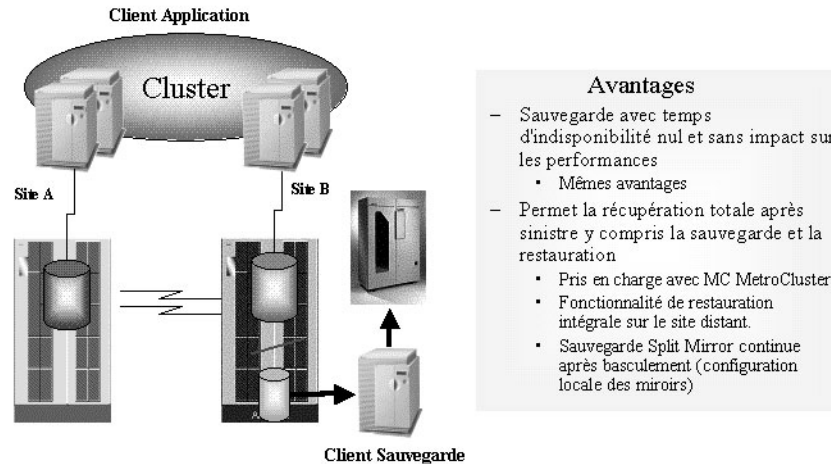 Client Application
Cluster
Site A
Site B
Client Sauvegarde
Avantages
– Sauvegarde avec temps
d'indisponibilité nul et sans impact sur
les performances
▪ Mêmes avantages
– Permet la récupération totale après
sinistre y compris la sauvegarde et la
restauration
▪ Pris en charge avec MC MetroCluster
▪ Fonctionnalité de restauration
intégrale sur le site distant.
▪ Sauvegarde Split Mirror continue
après basculement (configuration
locale des miroirs)